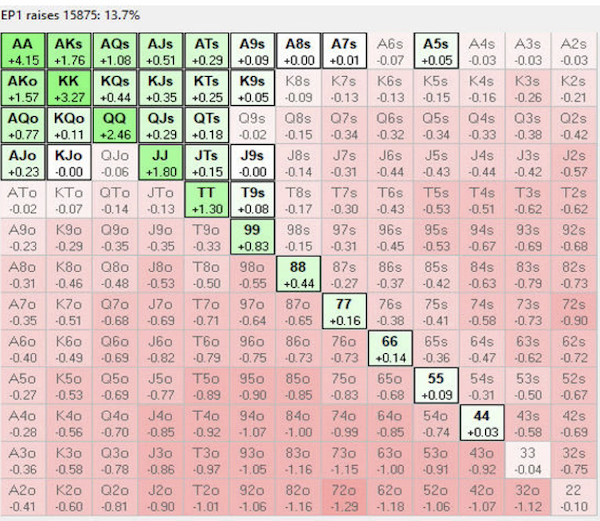 EP1 raises 15875: 13.7%
AA AKs AQs AJs ATs A9s A8s A7s A6s A5s A4s A3s A2s
+4.15 +1.76 +1.08 +0.51 +0.29 +0.09 +0.00 +0.01 -0.07 +0.05 -0.03 -0.03 -0.03
AKo KK KQs KJs KTs K9s K8s K7s K6s K5s K4s K3s K2s
+1.57 +3.27 +0.44 +0.35 +0.25 +0.05 -0.09 -0.13 -0.13 -0.15 -0.16 -0.26 -0.21
AQo KQo QQ QJs QTs Q9s Q8s Q7s Q6s Q5s Q4s Q3s Q2s
+0.77 +0.11 +2.46 +0.29 +0.18 -0.02 -0.15 -0.34 -0.32 -0.34 -0.33 -0.38 -0.42
AJo KJo QJo JJ JTs J9s J8s J7s J6s J5s J4s J3s J2s
+0.23 -0.00 -0.06 +1.80 +0.15 -0.00 -0.14 -0.31 -0.44 -0.43 -0.44 -0.42 -0.57
ATo KTo QTo JTo TT T9s T8s T7s T6s T5s T4s T3s T2s
-0.02 -0.07 -0.14 -0.13 +1.30 +0.08 -0.17 -0.30 -0.43 -0.53 -0.51 -0.62 -0.62
A9o K9o Q9o J9o T9o 99 98s 97s 96s 95s 94s 93s 92s
-0.23 -0.29 -0.35 -0.35 -0.33 +0.83 -0.15 -0.31 -0.45 -0.53 -0.67 -0.69 -0.68
A8o K8o Q8o J8o T8o 98o 88 87s 86s 85s 84s 83s 82s
-0.31 -0.46 -0.48 -0.53 -0.50 -0.55 +0.44 -0.27 -0.37 -0.42 -0.63 -0.79 -0.73
A7o K7o Q7o J7o T7o 97o 87o 77 76s 75s 74s 73s 72s
-0.35 -0.51 -0.68 -0.69 -0.71 -0.64 -0.65 +0.16 -0.38 -0.41 -0.58 -0.73 -0.90
A6o K6o Q6o J6o T6o 96o 86o 76o 66 65s 64s 63s 62s
-0.40 -0.49 -0.69 -0.82 -0.79 -0.75 -0.73 -0.73 +0.14 -0.36 -0.47 -0.62 -0.72
A5o K5o Q5o J5o T5o 95o 85o 75o 65o 55 54s 53s 52s
-0.27 -0.53 -0.69 -0.77 -0.89 -0.90 -0.85 -0.83 -0.68 +0.09 -0.31 -0.50 -0.67
A4o K4o Q4o J4o T4o 94o 84o 74o 64o 54o 44 43s 42s
-0.28 -0.56 -0.70 -0.85 -0.92 -1.07 -1.00 -0.99 -0.85 -0.74 +0.03 -0.58 -0.69
A3o K3o Q3o J3o T3o 93o 83o 73o 63o 53o 43o 33 32s
-0.36 -0.58 -0.78 -0.86 -0.97 -1.05 -1.16 -1.15 -1.00 -0.91 -0.92 -0.04 -0.75
A2o K2o Q2o J2o T2o 92o 82o 72o 62o 52o 42o 32o 22
-0.41 -0.60 -0.81 -0.90 -1.01 -1.06 -1.16 -1.29 -1.18 -1.06 -1.07 -1.12 -0.10